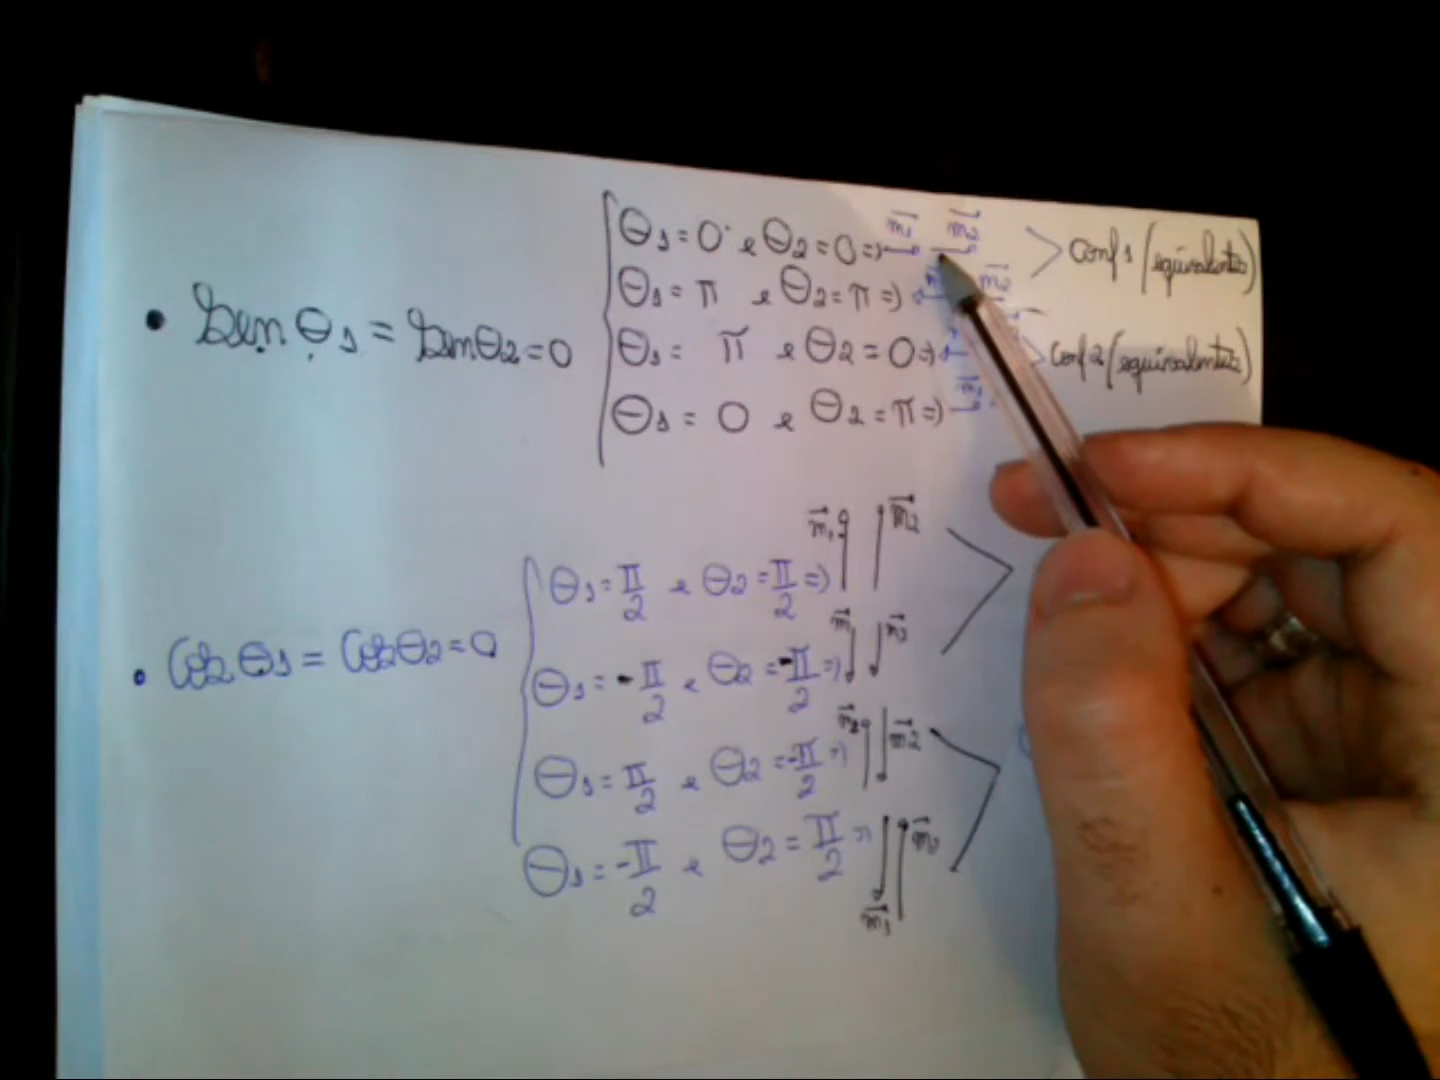 θ1 = 0 e θ2 = 0 => m1 m2
conf 1 (equivalentes)
θ1 = π e θ2 = π => m2
• Sen θ1 = Sen θ2 = 0
θ1 = π e θ2 = 0 =>
conf 2 (equivalentes)
θ1 = 0 e θ2 = π => m1
m1 m2
θ1 = π/2 e θ2 = π/2 =>
• Cos θ1 = Cos θ2 = 0
θ1 = -π/2 e θ2 = -π/2 => m1 m2
θ1 = π/2 e θ2 = -π/2 => m1 m2
θ1 = -π/2 e θ2 = π/2 => m1 m2